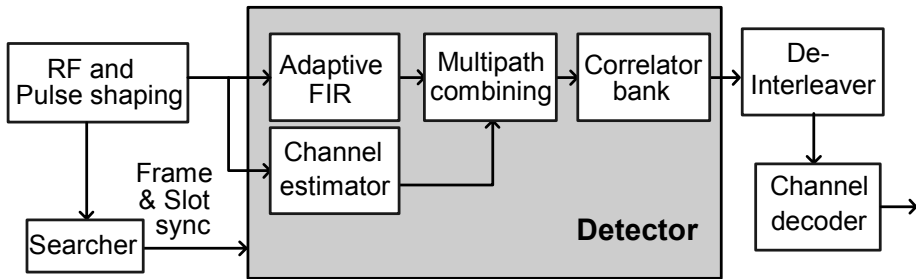 RF and
Pulse shaping
Adaptive
FIR
Multipath
combining
Correlator
bank
De-
Interleaver
Channel
estimator
Frame
& Slot
sync
Searcher
Detector
Channel
decoder